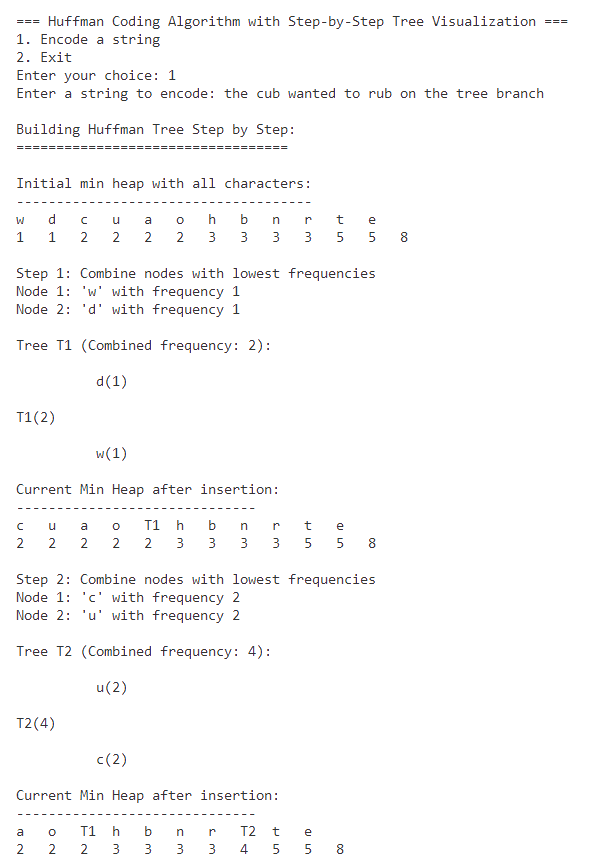 === Huffman Coding Algorithm with Step-by-Step Tree Visualization ===
1. Encode a string
2. Exit
Enter your choice: 1
Enter a string to encode: the cub wanted to rub on the tree branch
Building Huffman Tree Step by Step:
==================================
Initial min heap with all characters:
-------------------------------------
w   d   c   u   a   o   h   b   n   r   t   e
1   1   2   2   2   2   3   3   3   3   5   5   8
Step 1: Combine nodes with lowest frequencies
Node 1: 'w' with frequency 1
Node 2: 'd' with frequency 1
Tree T1 (Combined frequency: 2):
          d(1)
T1(2)
          w(1)
Current Min Heap after insertion:
------------------------------
c   u   a   o   T1  h   b   n   r   t   e
2   2   2   2   2   3   3   3   3   5   5   8
Step 2: Combine nodes with lowest frequencies
Node 1: 'c' with frequency 2
Node 2: 'u' with frequency 2
Tree T2 (Combined frequency: 4):
          u(2)
T2(4)
          c(2)
Current Min Heap after insertion:
------------------------------
a   o   T1  h   b   n   r   T2  t   e
2   2   2   3   3   3   3   4   5   5   8